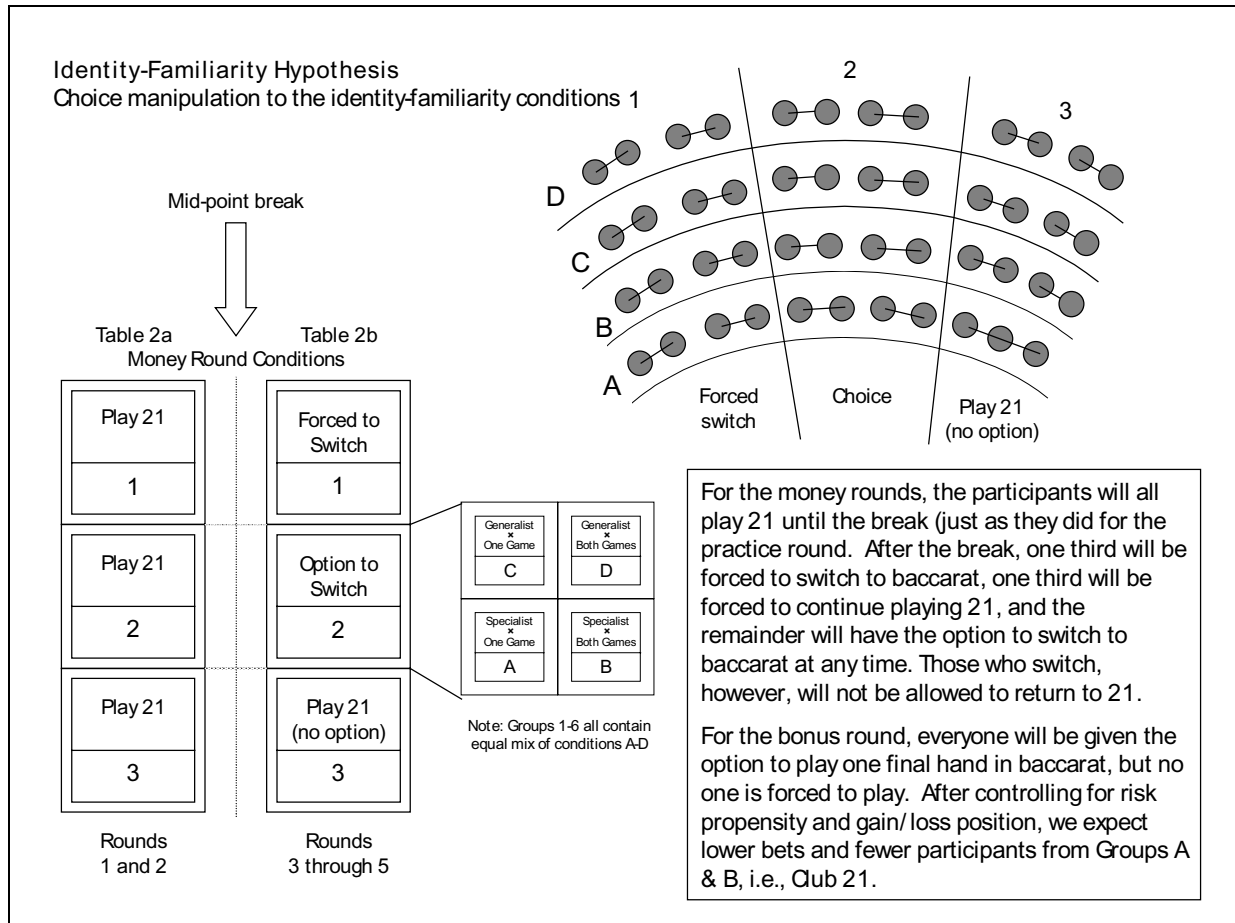 Identity-Familiarity Hypothesis
Choice manipulation to the identity-familiarity conditions 1
2
3
D
C
B
A
Forced
switch
Choice
Play 21
(no option)
Mid-point break
Table 2a
Table 2b
Money Round Conditions
Play 21
1
Forced to
Switch
1
Play 21
2
Option to
Switch
2
Play 21
3
Play 21
(no option)
3
Rounds
1 and 2
Rounds
3 through 5
Generalist
×
One Game
C
Generalist
×
Both Games
D
Specialist
×
One Game
A
Specialist
×
Both Games
B
Note: Groups 1-6 all contain
equal mix of conditions A-D
For the money rounds, the participants will all
play 21 until the break (just as they did for the
practice round. After the break, one third will be
forced to switch to baccarat, one third will be
forced to continue playing 21, and the
remainder will have the option to switch to
baccarat at any time. Those who switch,
however, will not be allowed to return to 21.
For the bonus round, everyone will be given the
option to play one final hand in baccarat, but no
one is forced to play. After controlling for risk
propensity and gain/loss position, we expect
lower bets and fewer participants from Groups A
& B, i.e., Club 21.